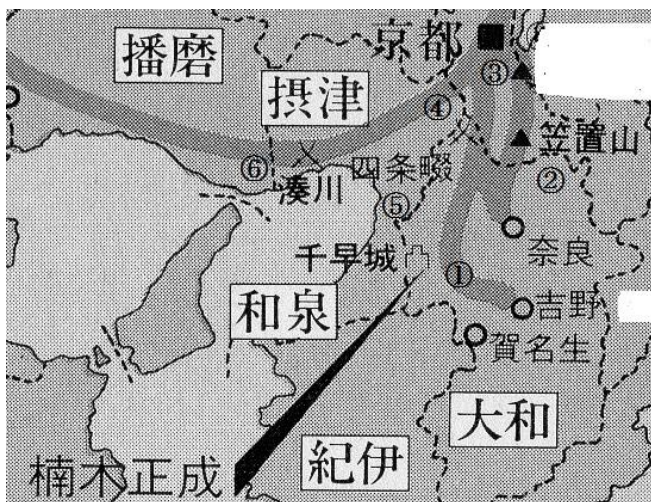 播磨
摂津
京都
③
④
笠置山
②
四条畷
⑥
湊川
⑤
千早城
①
奈良
和泉
吉野
賀名生
大和
紀伊
楠木正成